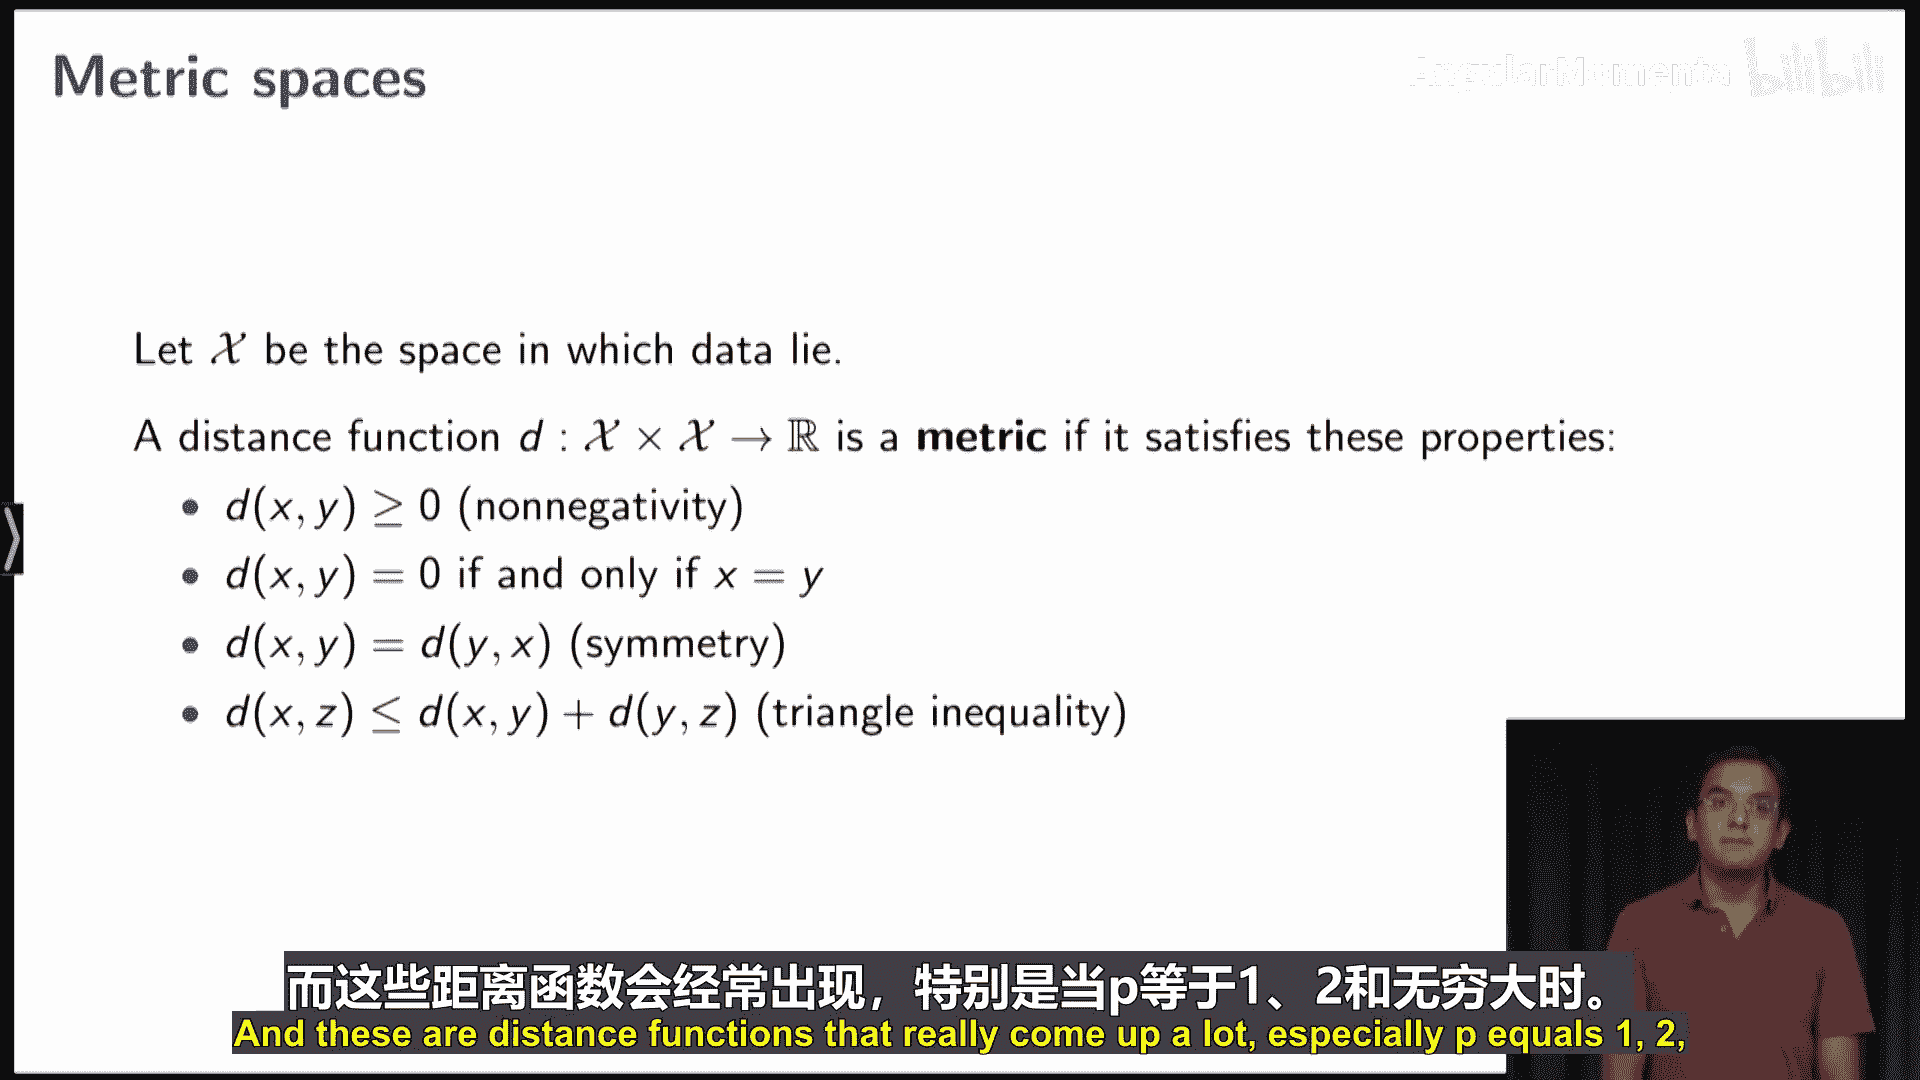 Metric spaces
AngularMomenta bilibili
Let 𝒳 be the space in which data lie.
A distance function d : 𝒳 × 𝒳 → ℝ is a metric if it satisfies these properties:
• d(x, y) ≥ 0 (nonnegativity)
• d(x, y) = 0 if and only if x = y
• d(x, y) = d(y, x) (symmetry)
• d(x, z) ≤ d(x, y) + d(y, z) (triangle inequality)
而这些距离函数会经常出现，特别是当p等于1、2和无穷大时。
And these are distance functions that really come up a lot, especially p equals 1, 2,